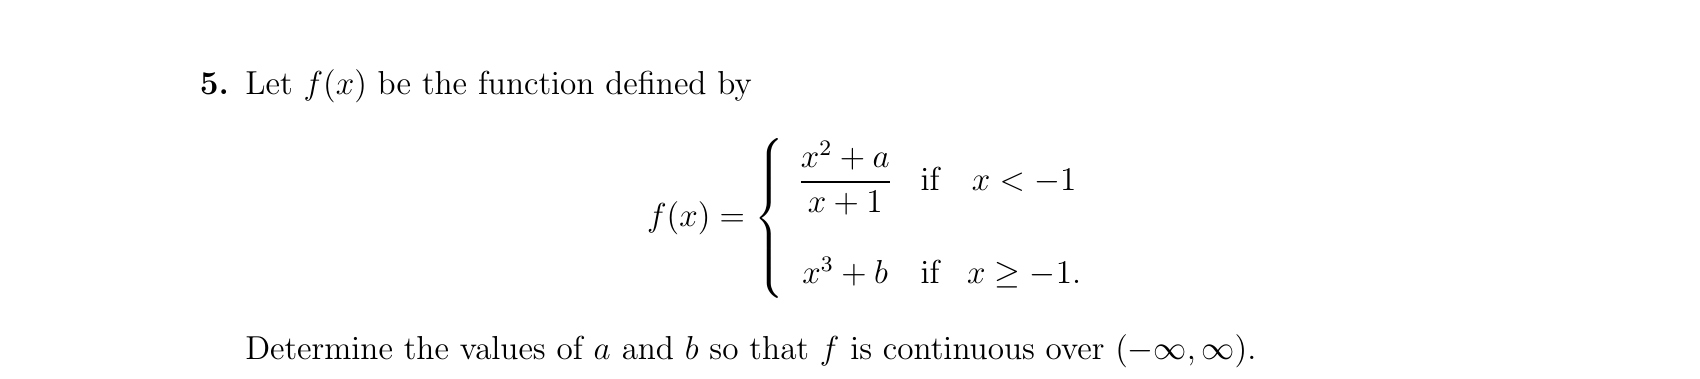 5. Let f(x) be the function defined by
f(x) = { (x² + a)/(x + 1) if x < −1
x³ + b if x ≥ −1.
Determine the values of a and b so that f is continuous over (−∞, ∞).